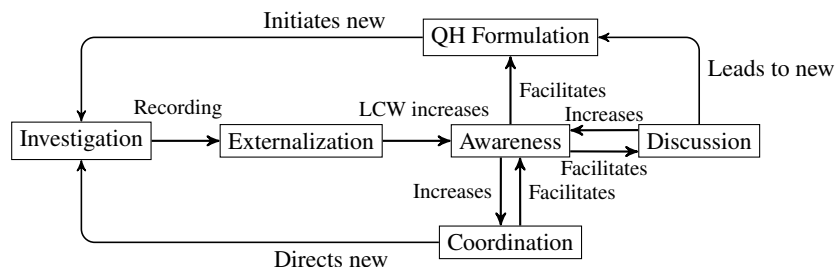 Initiates new
QH Formulation
Leads to new
Facilitates
Recording
LCW increases
Increases
Investigation
Externalization
Awareness
Discussion
Facilitates
Increases
Facilitates
Coordination
Directs new